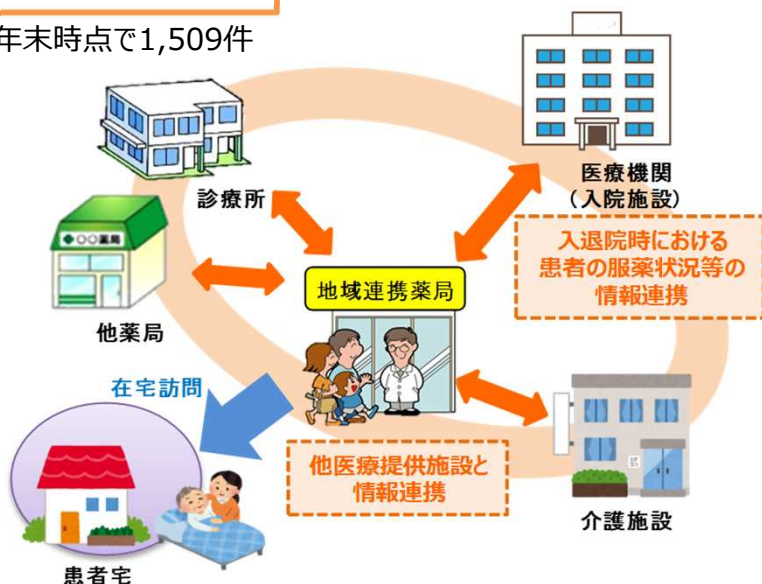 年末時点で1,509件
診療所
医療機関
(入院施設)
入退院時における
患者の服薬状況等の
情報連携
○○薬局
他薬局
地域連携薬局
在宅訪問
他医療提供施設と
情報連携
介護施設
患者宅